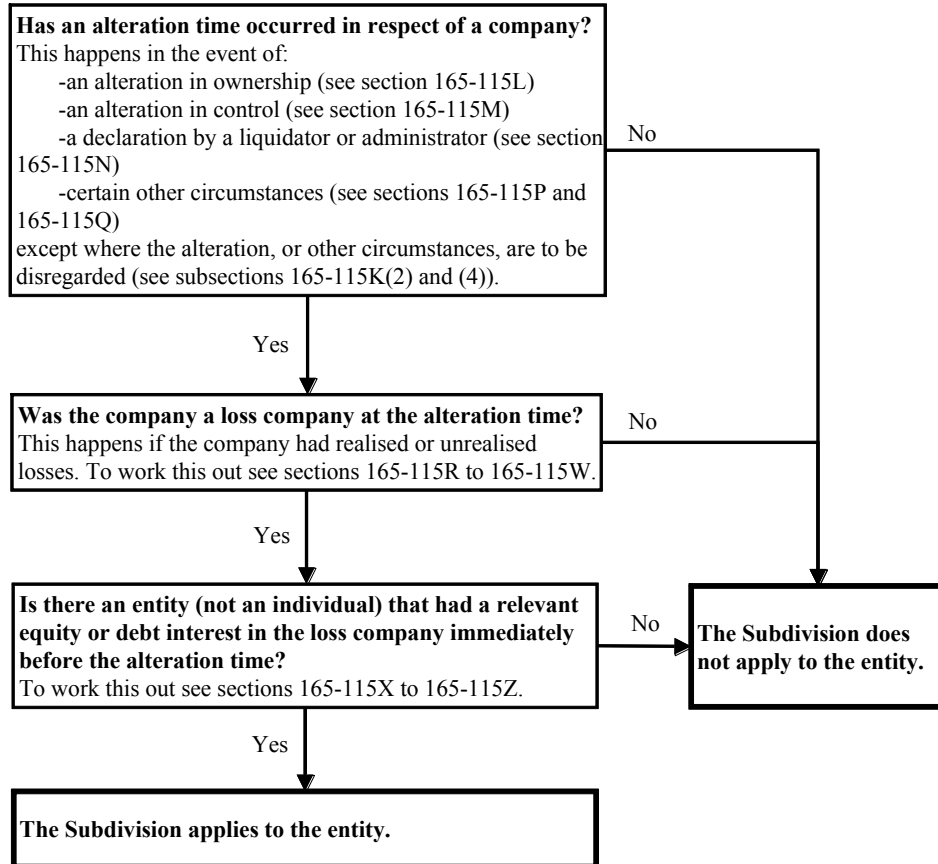 Has an alteration time occurred in respect of a company?
This happens in the event of:
-an alteration in ownership (see section 165-115L)
-an alteration in control (see section 165-115M)
-a declaration by a liquidator or administrator (see section
165-115N)
-certain other circumstances (see sections 165-115P and
165-115Q)
except where the alteration, or other circumstances, are to be
disregarded (see subsections 165-115K(2) and (4)).
No
Yes
Was the company a loss company at the alteration time?
This happens if the company had realised or unrealised
losses. To work this out see sections 165-115R to 165-115W.
No
Yes
Is there an entity (not an individual) that had a relevant
equity or debt interest in the loss company immediately
before the alteration time?
To work this out see sections 165-115X to 165-115Z.
No
The Subdivision does
not apply to the entity.
Yes
The Subdivision applies to the entity.